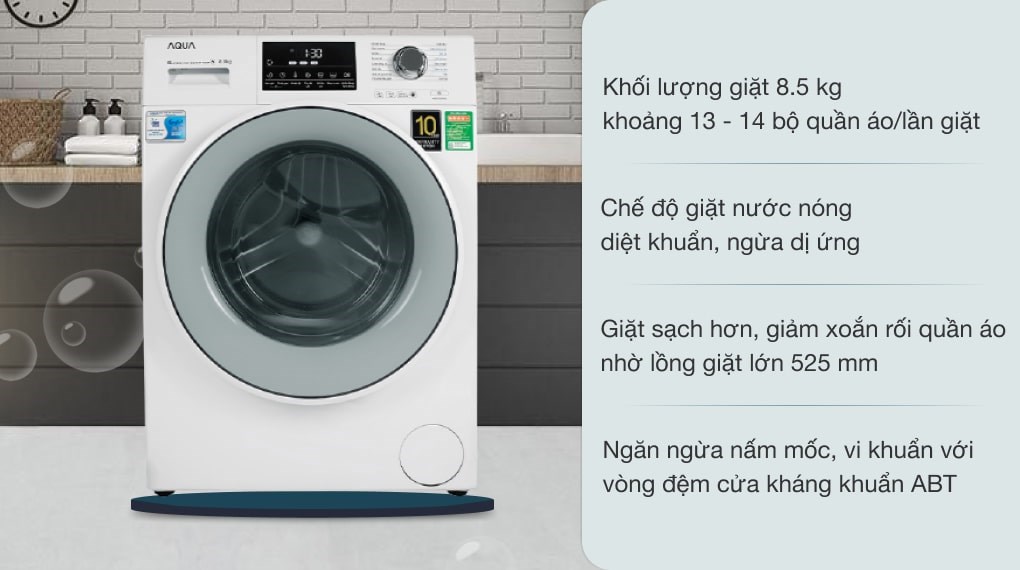 AQUA
8.5kg
1:30
10
Khối lượng giặt 8.5 kg
khoảng 13 - 14 bộ quần áo/lần giặt
Chế độ giặt nước nóng
diệt khuẩn, ngừa dị ứng
Giặt sạch hơn, giảm xoắn rối quần áo
nhờ lồng giặt lớn 525 mm
Ngăn ngừa nấm mốc, vi khuẩn với
vòng đệm cửa kháng khuẩn ABT